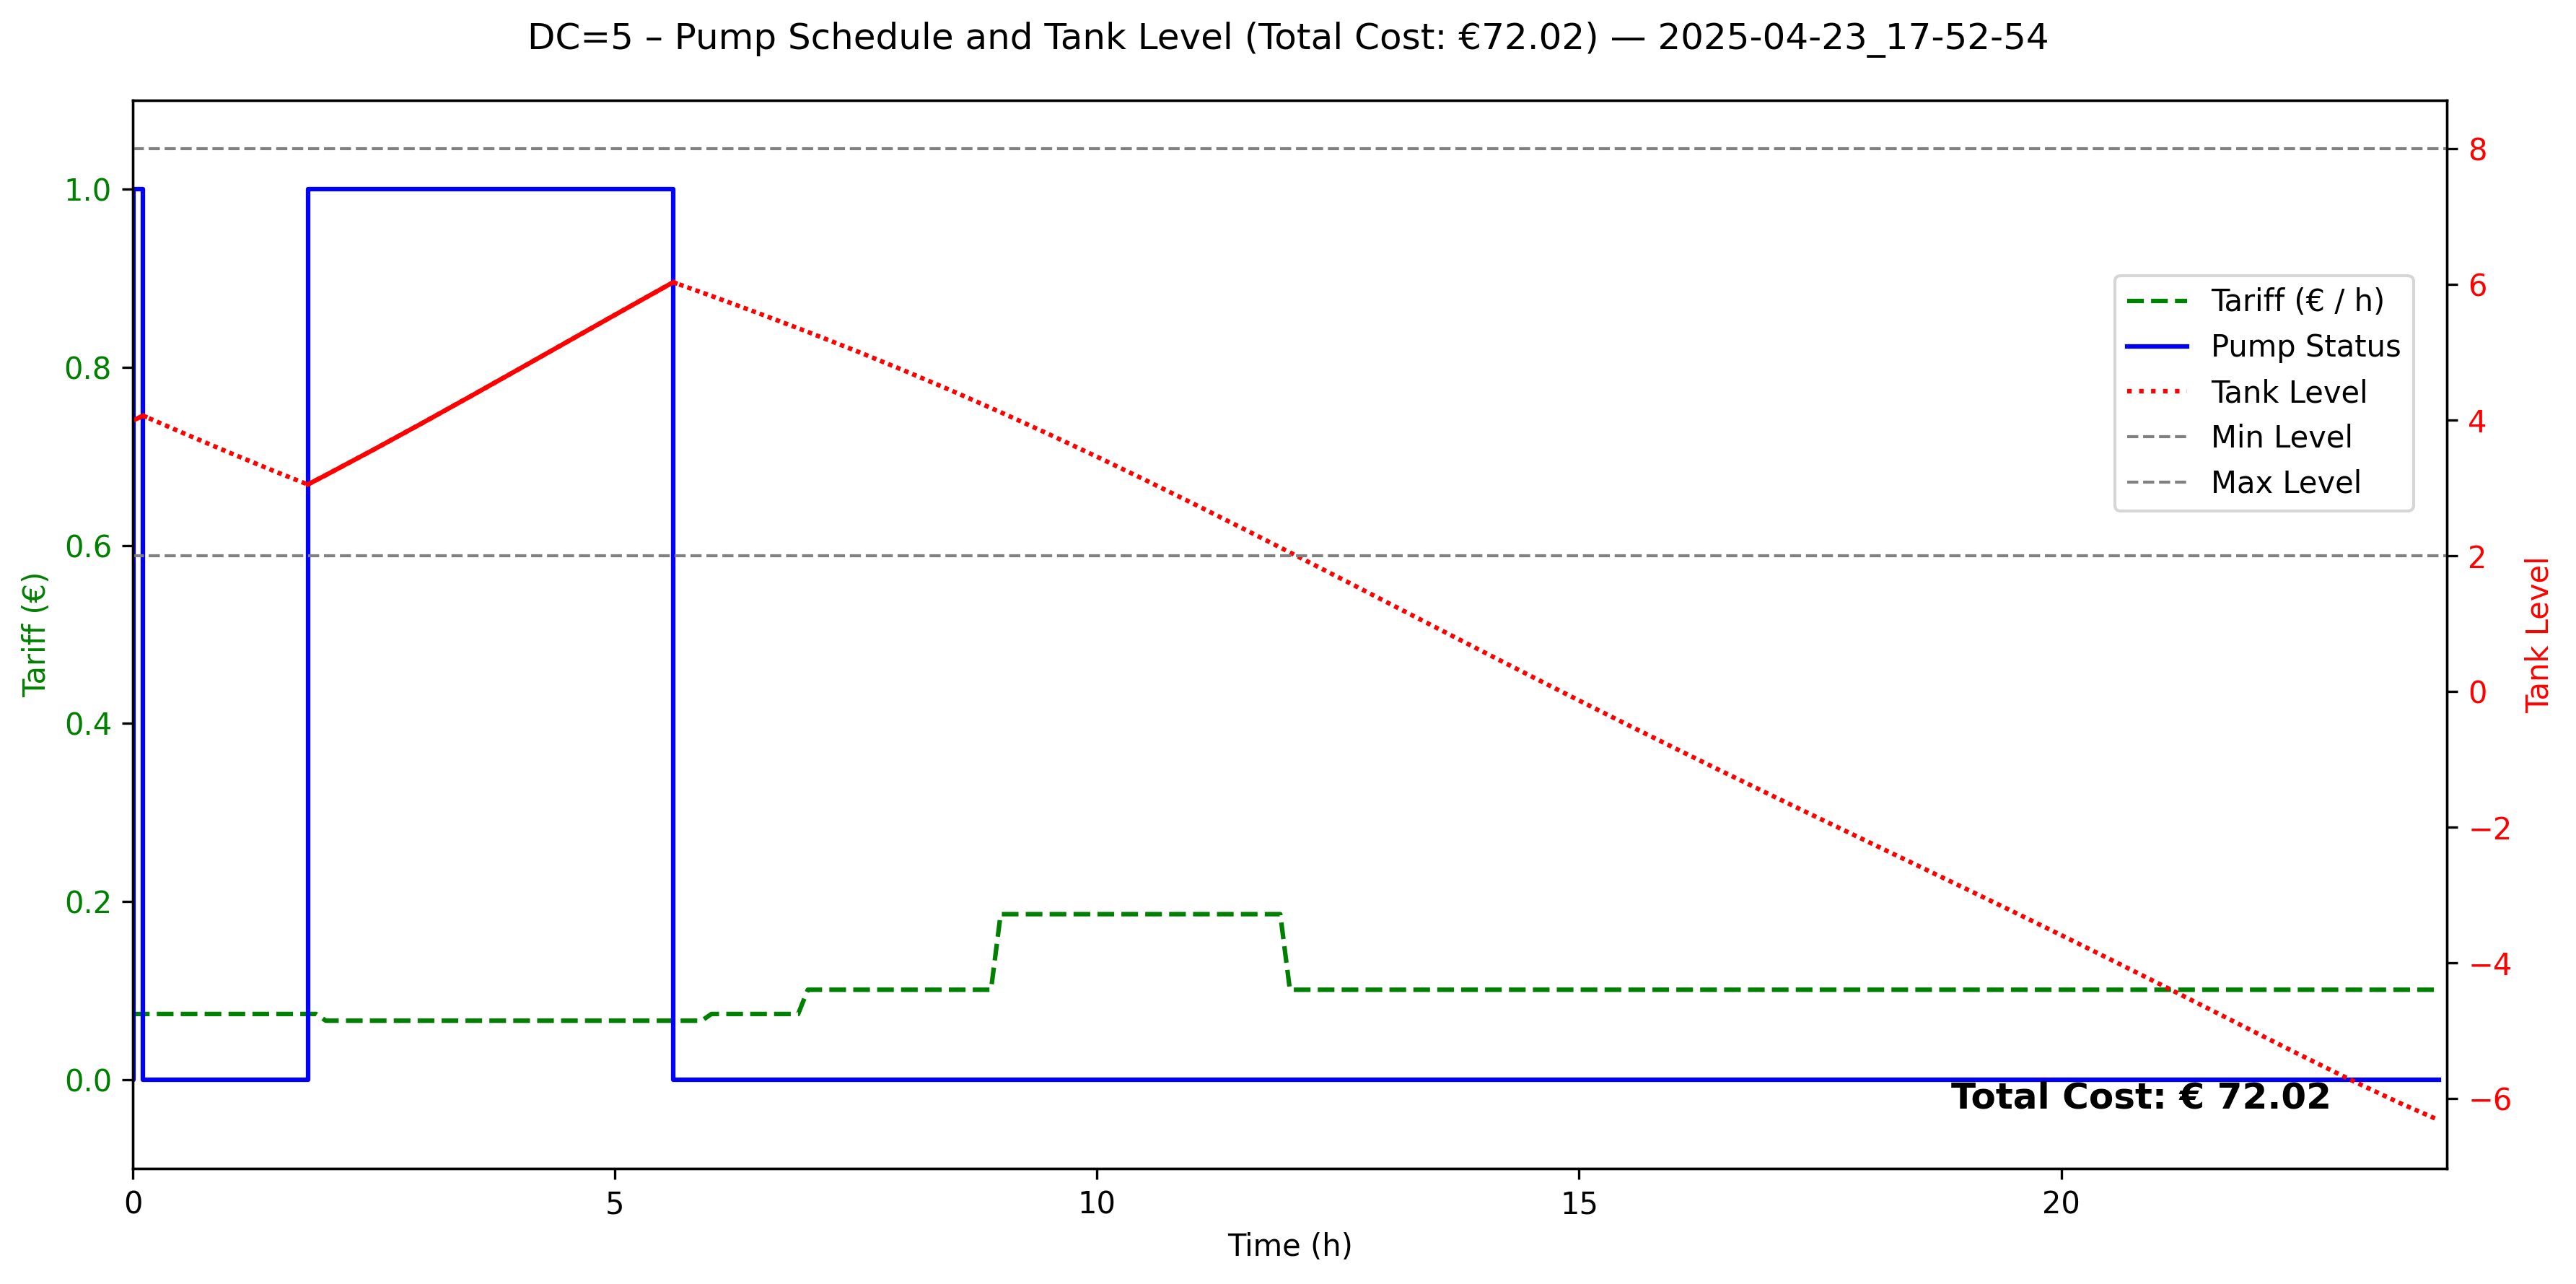 DC=5 – Pump Schedule and Tank Level (Total Cost: €72.02) — 2025-04-23_17-52-54
Tariff (€)
1.0
0.8
0.6
0.4
0.2
0.0
8
6
4
2
0
−2
−4
−6
Tank Level
Tariff (€ / h)
Pump Status
Tank Level
Min Level
Max Level
Total Cost: € 72.02
0
5
10
15
20
Time (h)